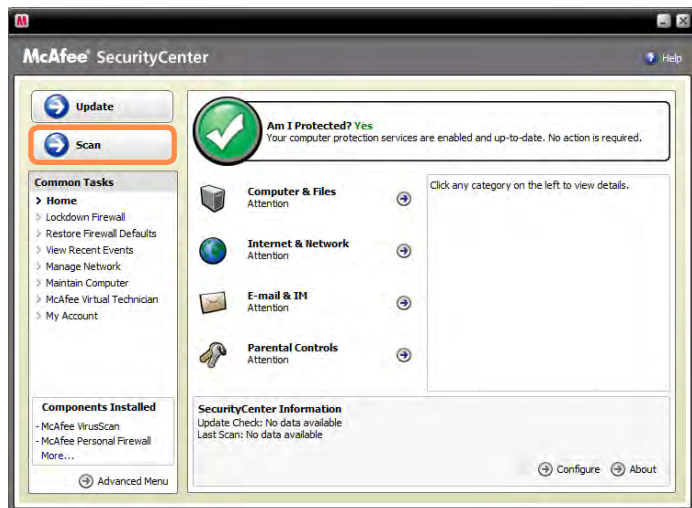 McAfee® SecurityCenter
Help
Update
Scan
Am I Protected? Yes
Your computer protection services are enabled and up-to-date. No action is required.
Common Tasks
Home
Lockdown Firewall
Restore Firewall Defaults
View Recent Events
Manage Network
Maintain Computer
McAfee Virtual Technician
My Account
Computer & Files
Attention
Internet & Network
Attention
E-mail & IM
Attention
Parental Controls
Attention
Click any category on the left to view details.
Components Installed
- McAfee VirusScan
- McAfee Personal Firewall
More...
Advanced Menu
SecurityCenter Information
Update Check: No data available
Last Scan: No data available
Configure
About